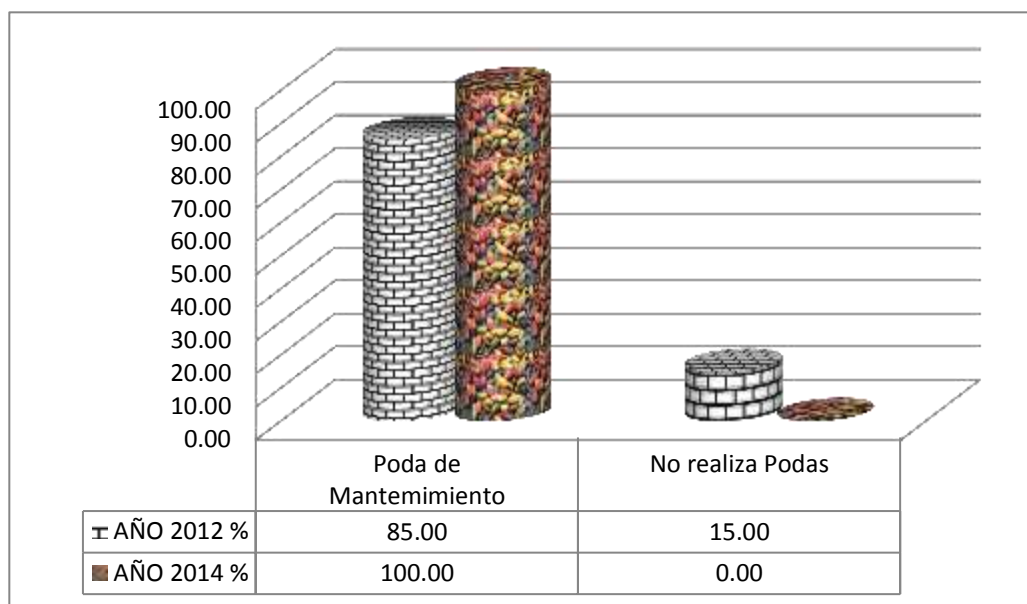 100.00
90.00
80.00
70.00
60.00
50.00
40.00
30.00
20.00
10.00
0.00
Poda de Mantemimiento
No realiza Podas
AÑO 2012 % 85.00 15.00
AÑO 2014 % 100.00 0.00